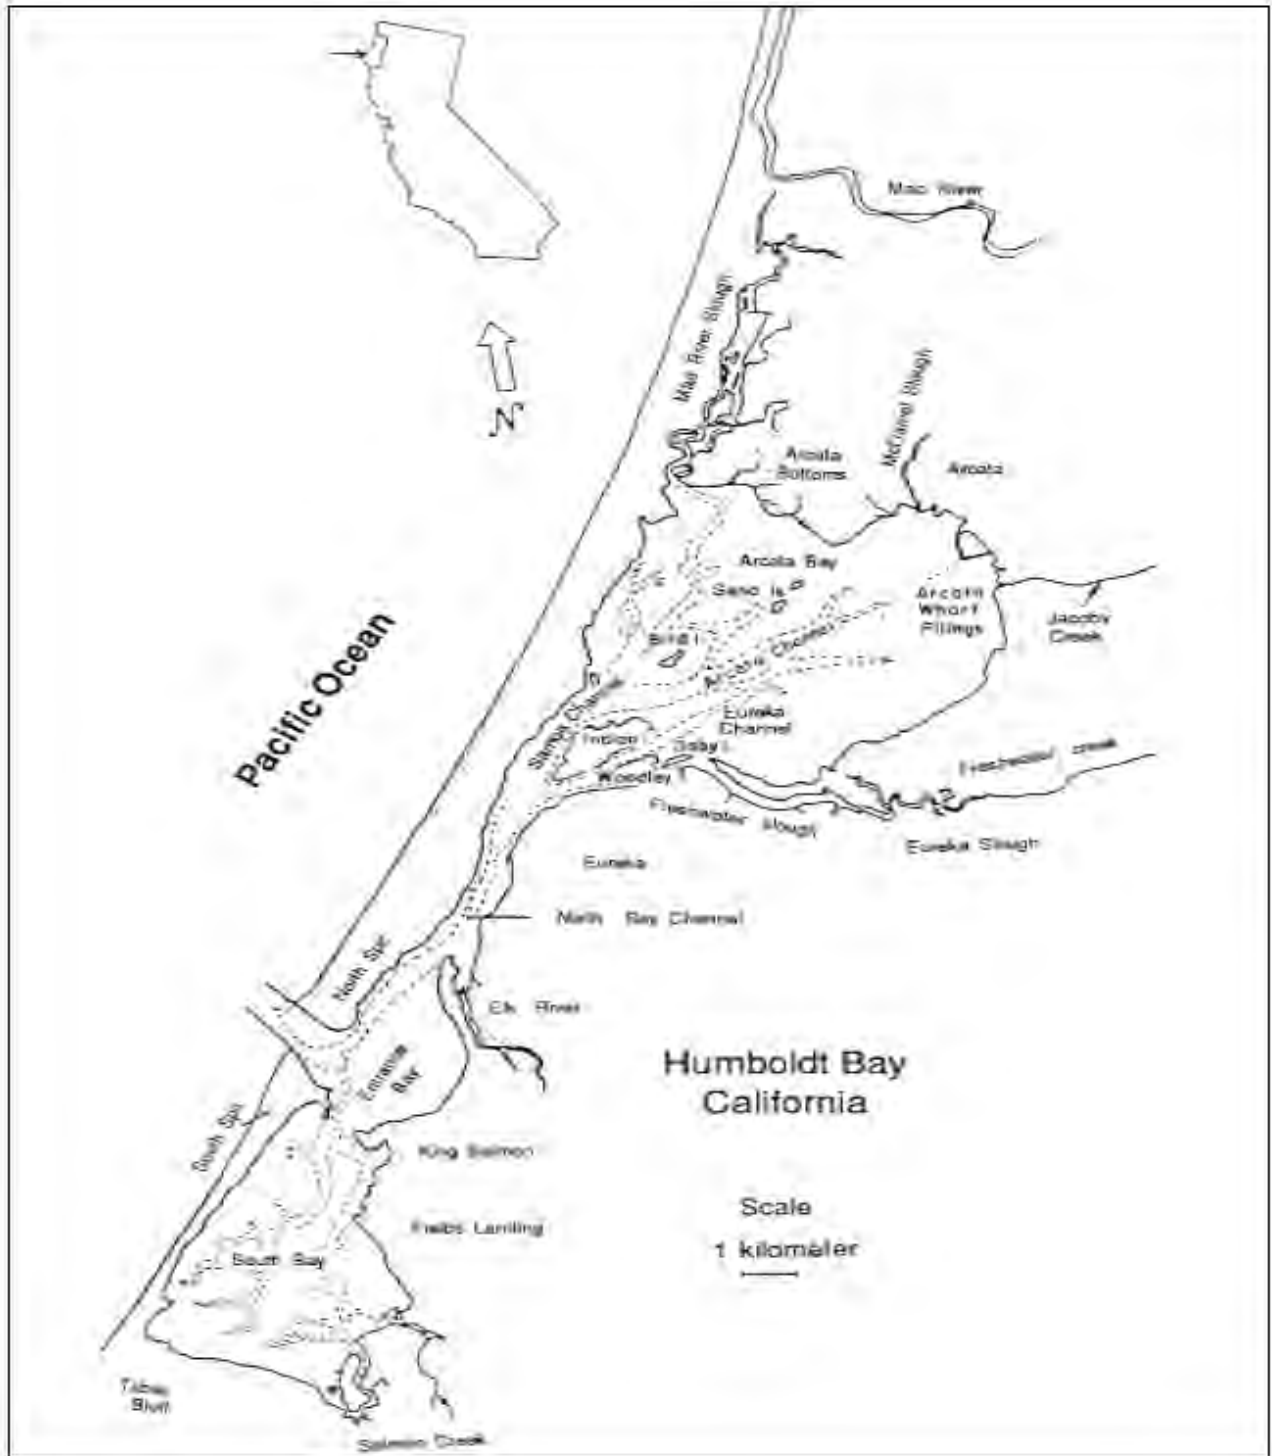 Mad River
Mad River Slough
McDaniel Slough
Arcata
Bottoms
Arcata
Arcata Bay
Sand Is
Arcata
Wharf
Pilings
Jacoby
Creek
Bird I
Arcata Channel
Samoa Channel
Eureka
Channel
Indian I
Daby I.
Woodley I
Freshwater Creek
Freshwater Slough
Eureka Slough
Eureka
North Bay Channel
N
Pacific Ocean
North Spit
Elk River
Entrance
Bay
Humboldt Bay
California
South Spit
King Salmon
Fields Landing
Scale
1 kilometer
South Bay
Table
Bluff
Salmon Creek